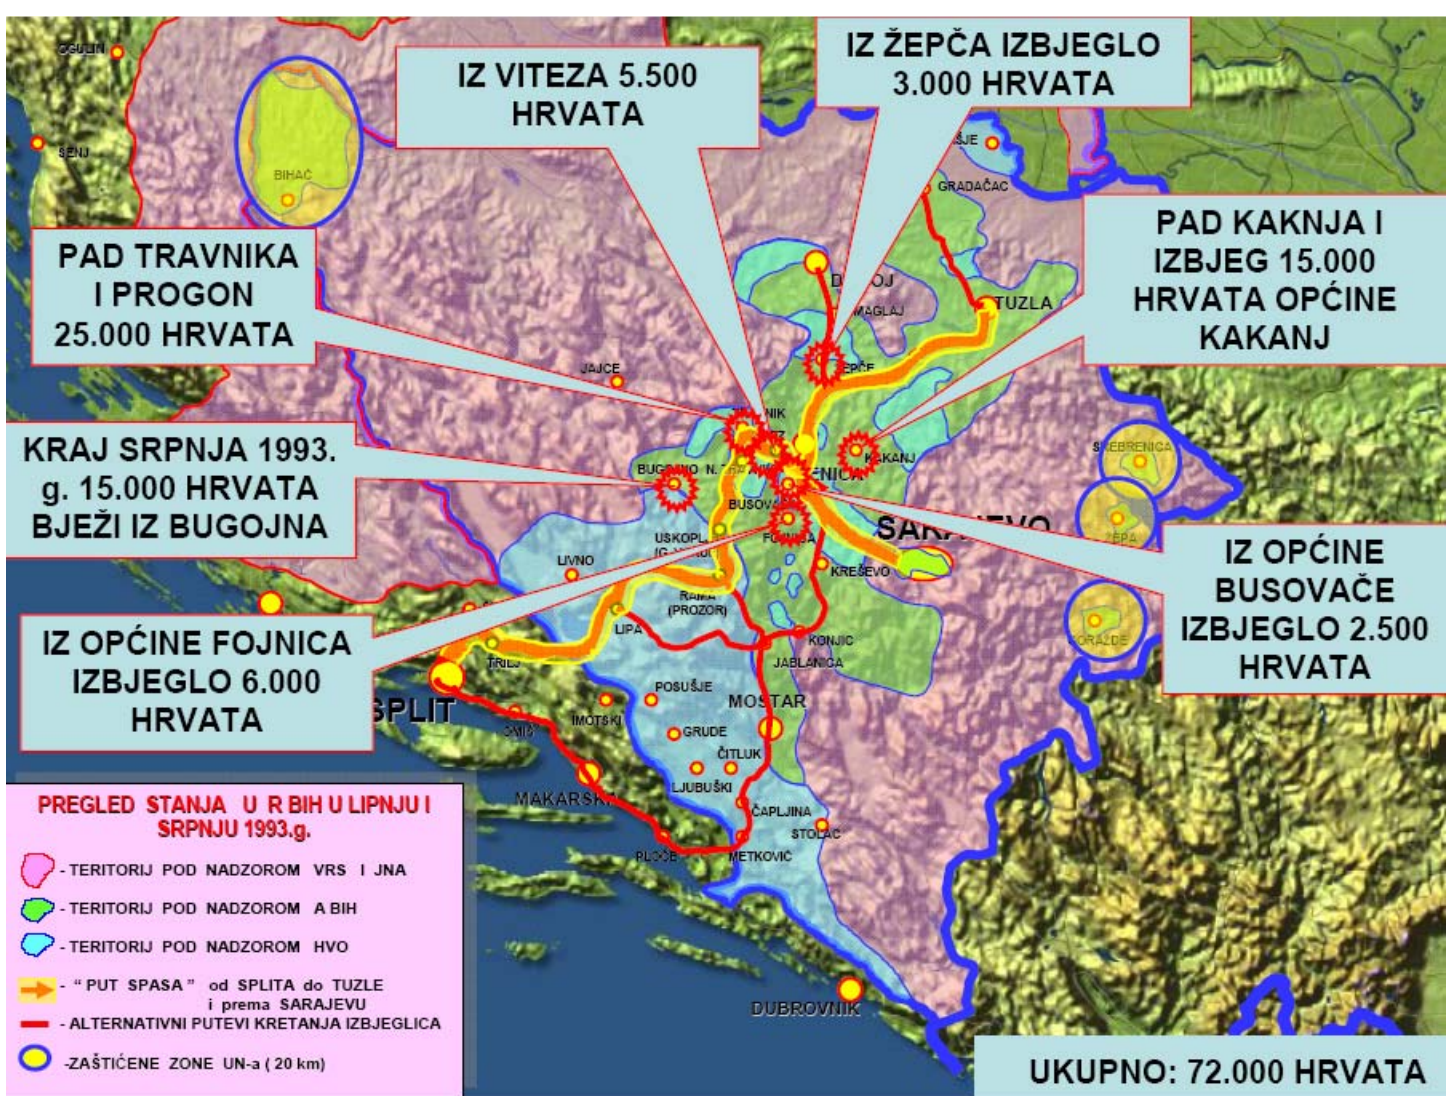 IZ VITEZA 5.500
HRVATA
IZ ŽEPČA IZBJEGLO
3.000 HRVATA
PAD TRAVNIKA
I PROGON
25.000 HRVATA
PAD KAKNJA I
IZBJEG 15.000
HRVATA OPĆINE
KAKANJ
KRAJ SRPNJA 1993.
g. 15.000 HRVATA
BJEŽI IZ BUGOJNA
IZ OPĆINE
BUSOVAČE
IZBJEGLO 2.500
HRVATA
IZ OPĆINE FOJNICA
IZBJEGLO 6.000
HRVATA
OGULIN
SENJ
BIHAĆ
GRADAČAC
TUZLA
MAGLAJ
JAJCE
KAKANJ
SREBRENICA
ŽEPA
GORAŽDE
LIVNO
KREŠEVO
RAMA
(PROZOR)
LIPA
KONJIC
JABLANICA
TRILJ
SPLIT
OMIŠ
IMOTSKI
POSUŠJE
MOSTAR
GRUDE
ČITLUK
LJUBUŠKI
MAKARSKA
ČAPLJINA
STOLAC
PLOČE
METKOVIĆ
DUBROVNIK
PREGLED STANJA U R BIH U LIPNJU I
SRPNJU 1993.g.
- TERITORIJ POD NADZOROM VRS I JNA
- TERITORIJ POD NADZOROM A BIH
- TERITORIJ POD NADZOROM HVO
- “ PUT SPASA ” od SPLITA do TUZLE
i prema SARAJEVU
- ALTERNATIVNI PUTEVI KRETANJA IZBJEGLICA
-ZAŠTIĆENE ZONE UN-a ( 20 km)
UKUPNO: 72.000 HRVATA